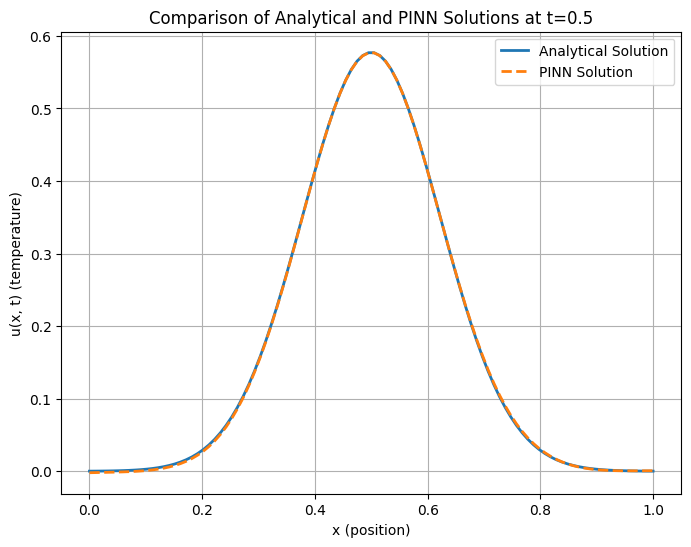 Comparison of Analytical and PINN Solutions at t=0.5
Analytical Solution
PINN Solution
u(x, t) (temperature)
0.6
0.5
0.4
0.3
0.2
0.1
0.0
0.0 0.2 0.4 0.6 0.8 1.0
x (position)